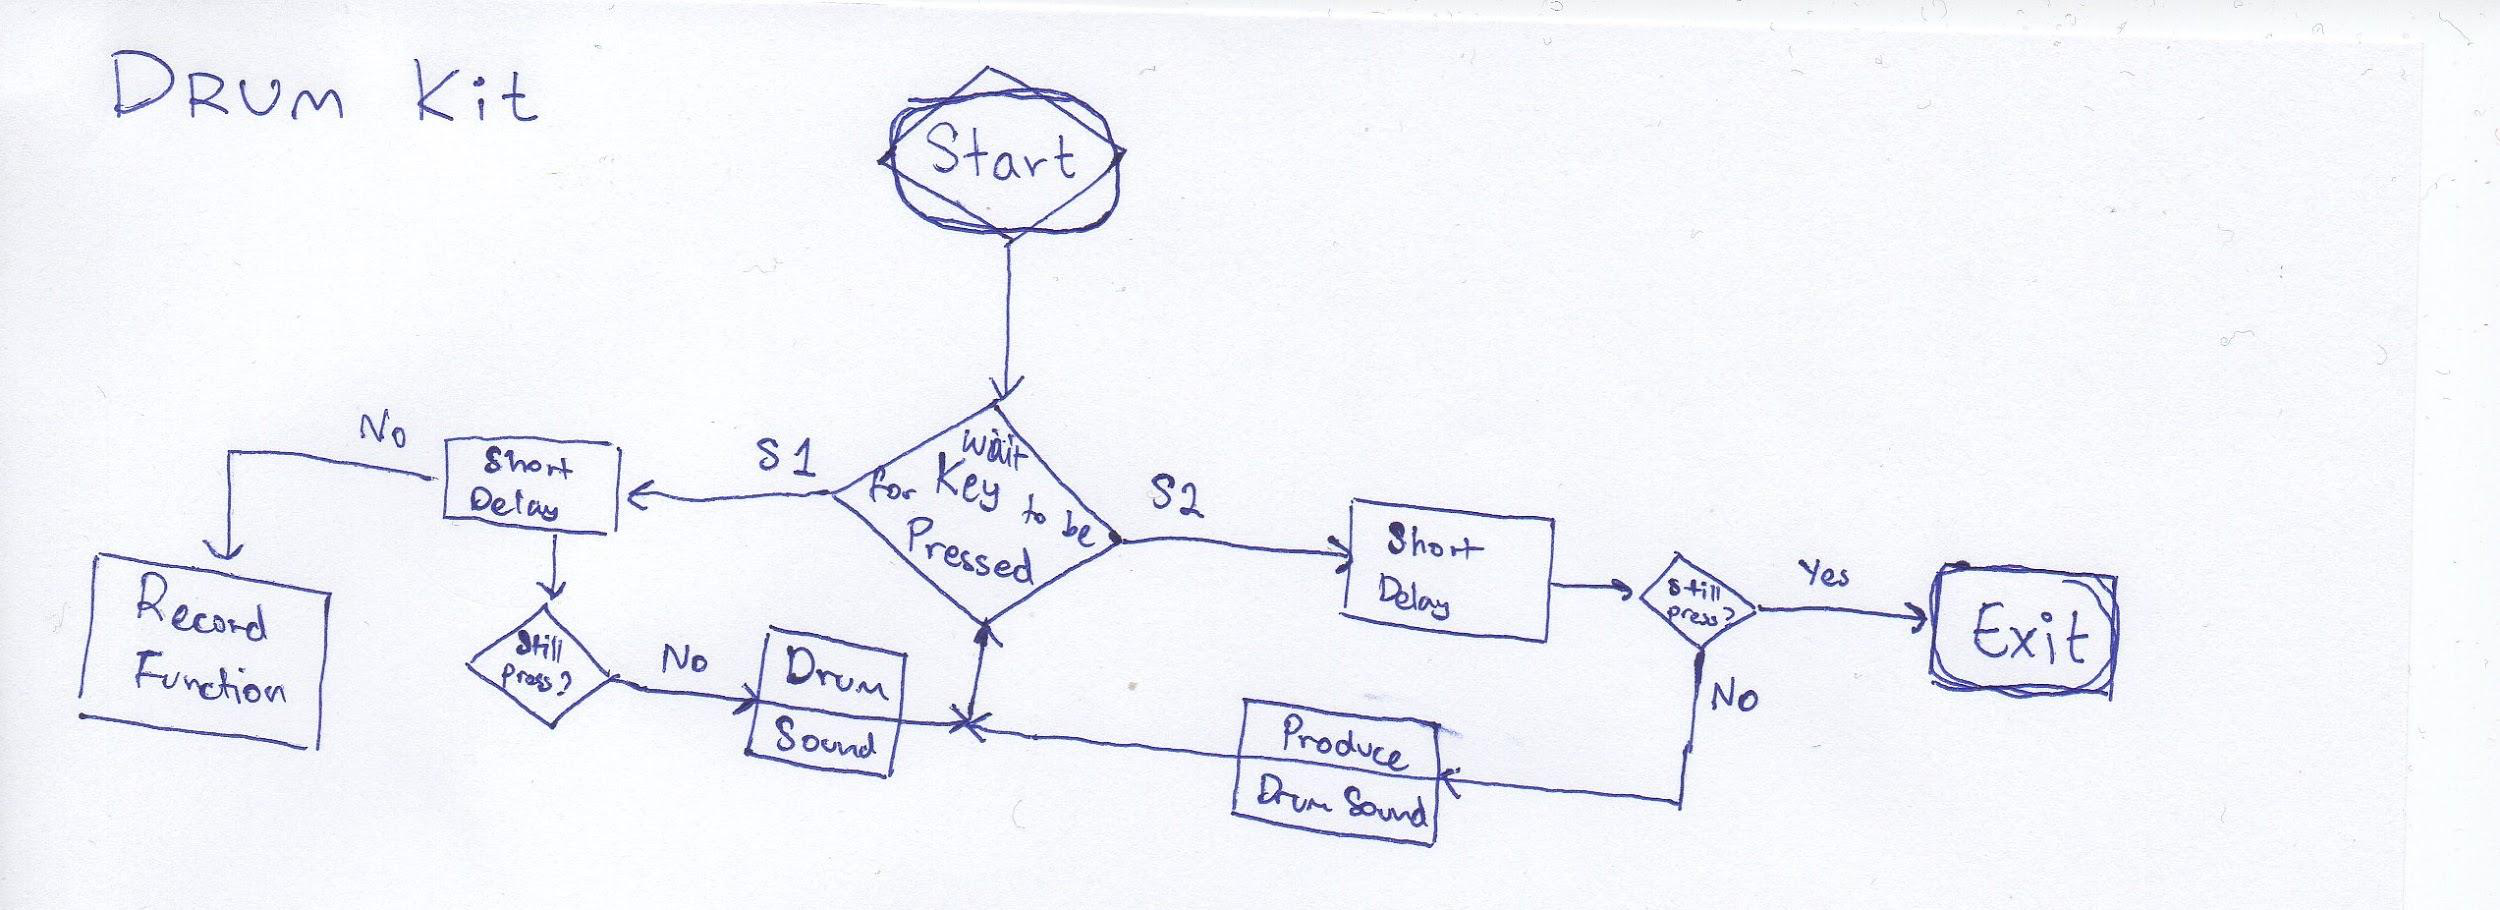 DRUM Kit
Start
No
S1
S2
Short
Delay
wait
for Key to be
Pressed
Short
Delay
Still
press?
Yes
Exit
Record
Function
Still
press?
No
Drum
Sound
No
Produce
Drum Sound